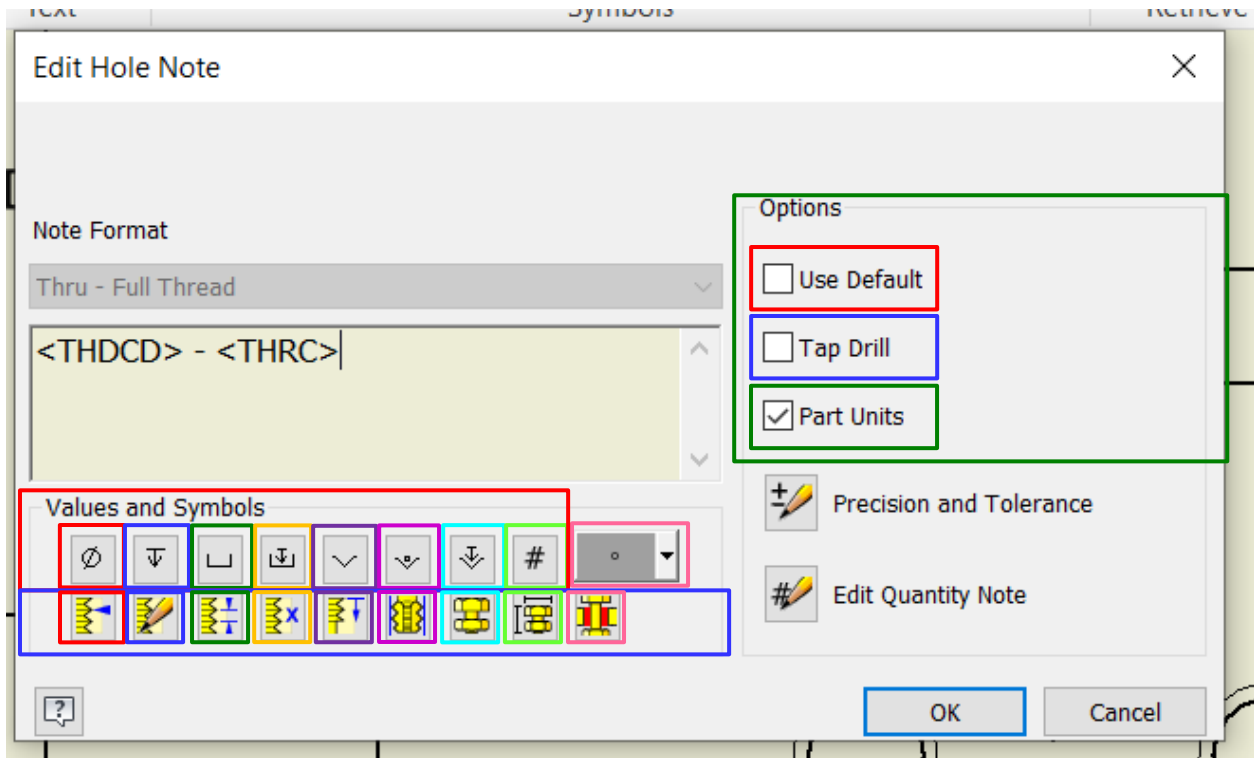 Text Symbols Retrieve
Edit Hole Note
Note Format
Thru - Full Thread
<THDCD> - <THRC>
Values and Symbols
#
Options
Use Default
Tap Drill
Part Units
Precision and Tolerance
Edit Quantity Note
OK
Cancel